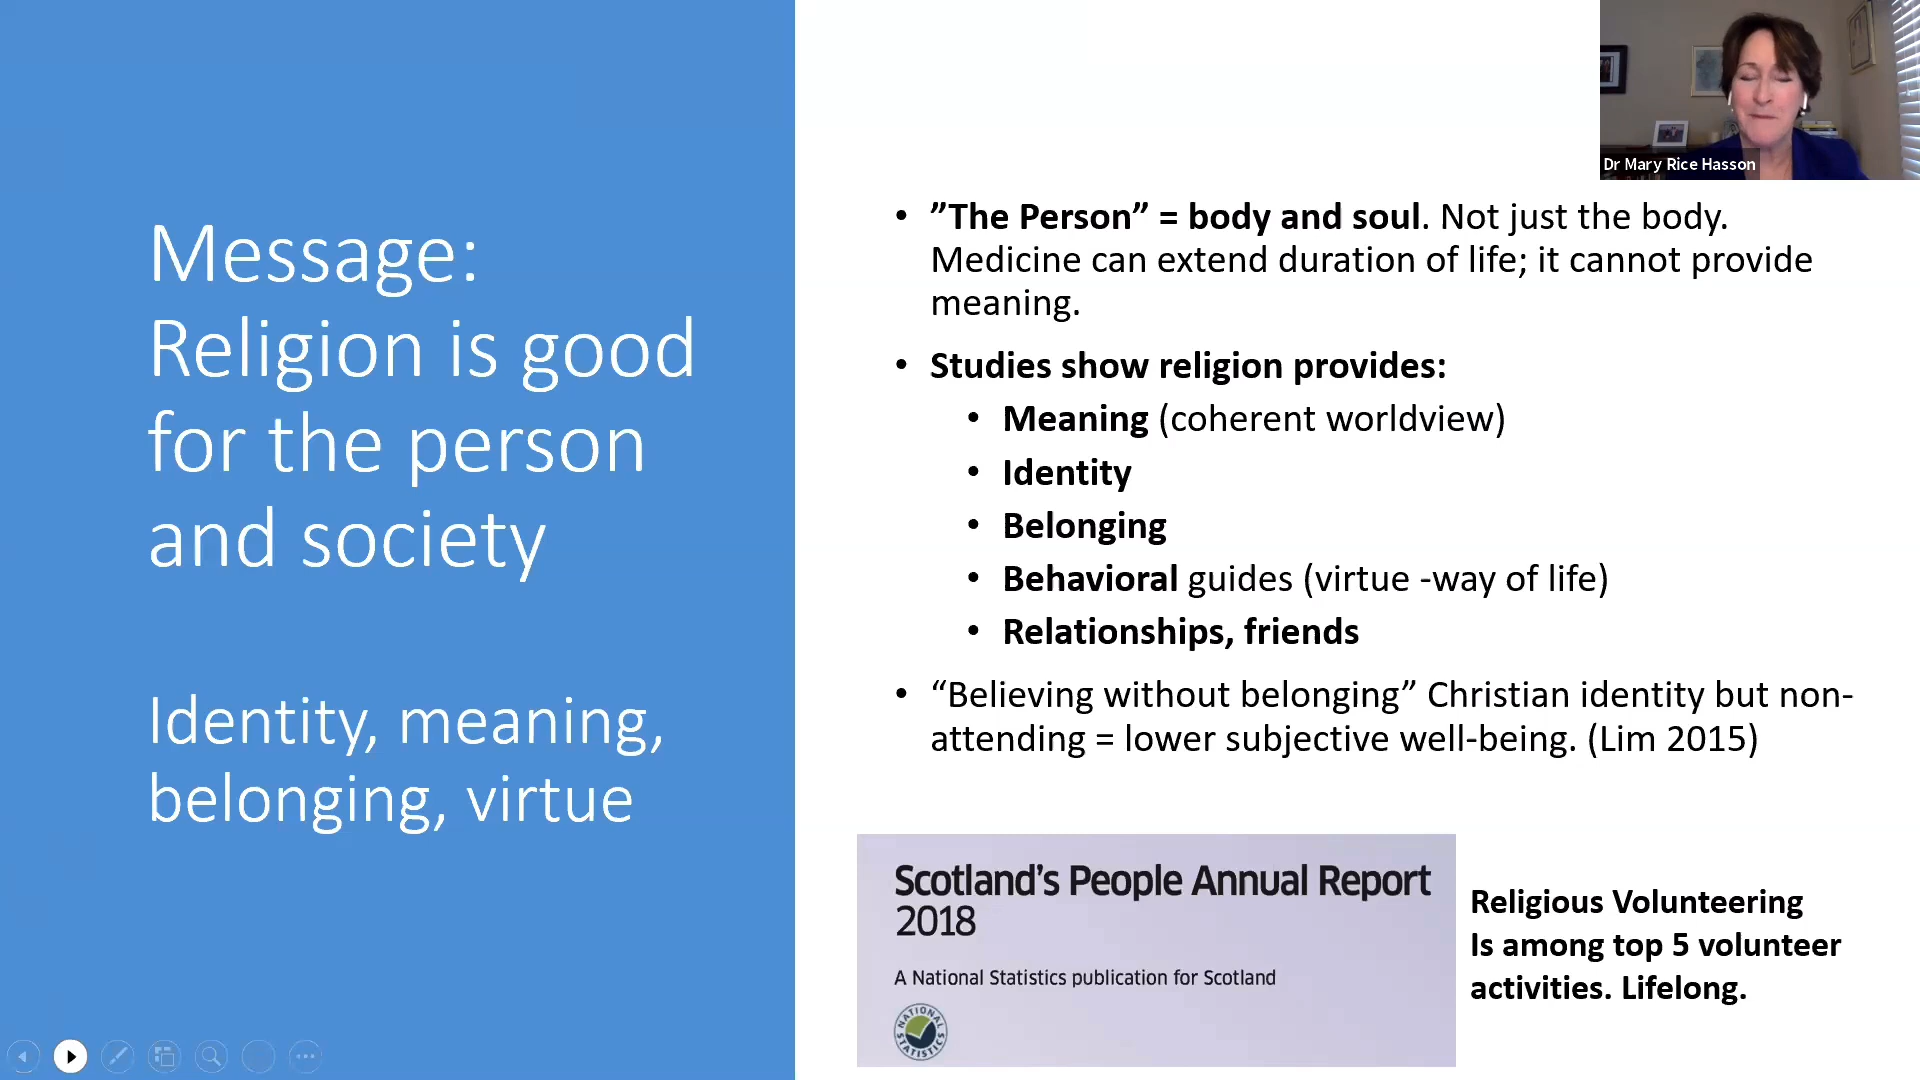 Message:
Religion is good
for the person
and society
Identity, meaning,
belonging, virtue
Dr Mary Rice Hasson
• ”The Person” = body and soul. Not just the body.
Medicine can extend duration of life; it cannot provide
meaning.
• Studies show religion provides:
• Meaning (coherent worldview)
• Identity
• Belonging
• Behavioral guides (virtue -way of life)
• Relationships, friends
• “Believing without belonging” Christian identity but non-
attending = lower subjective well-being. (Lim 2015)
Scotland's People Annual Report
2018
A National Statistics publication for Scotland
NATIONAL
STATISTICS
Religious Volunteering
Is among top 5 volunteer
activities. Lifelong.